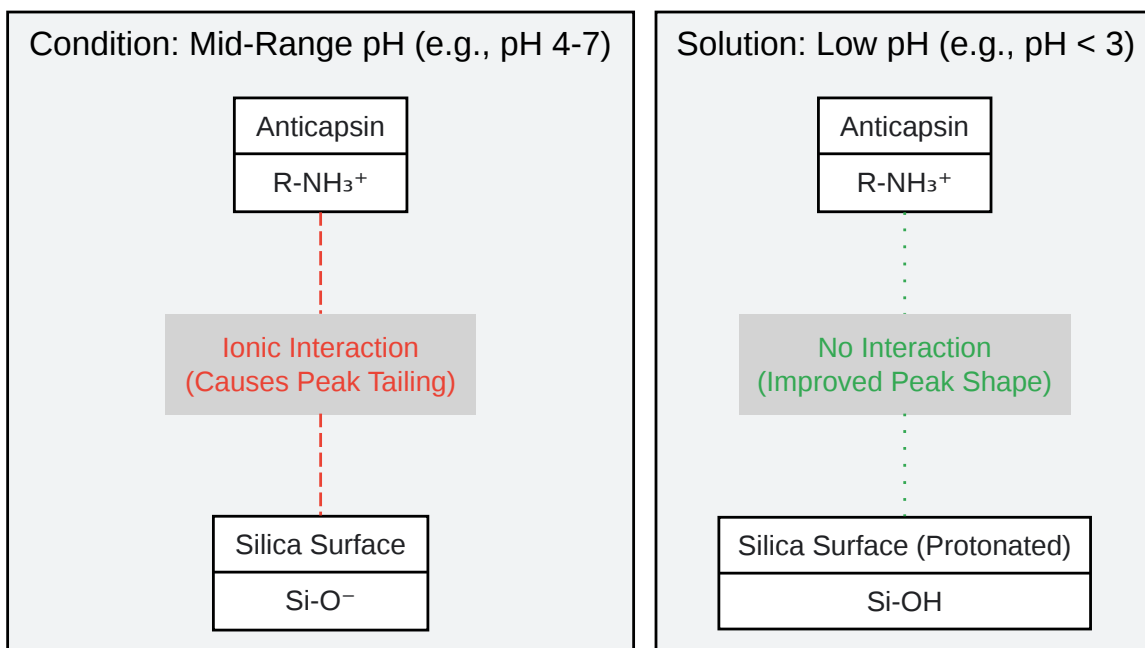 Condition: Mid-Range pH (e.g., pH 4-7)
Anticapsin
R-NH₃⁺
Ionic Interaction
(Causes Peak Tailing)
Silica Surface
Si-O⁻
Solution: Low pH (e.g., pH < 3)
Anticapsin
R-NH₃⁺
No Interaction
(Improved Peak Shape)
Silica Surface (Protonated)
Si-OH